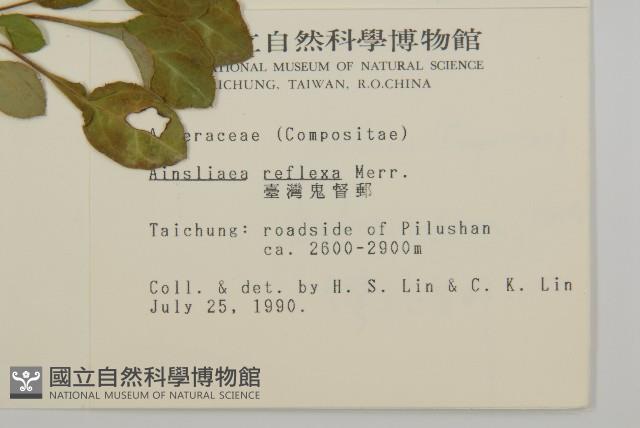 立自然科學博物館
NATIONAL MUSEUM OF NATURAL SCIENCE
TAICHUNG, TAIWAN, R.O.CHINA
A eraceae (Compositae)
Ainsliaea reflexa Merr.
臺灣鬼督郵
Taichung: roadside of Pilushan
ca. 2600-2900m
Coll. & det. by H. S. Lin & C. K. Lin
July 25, 1990.
國立自然科學博物館
NATIONAL MUSEUM OF NATURAL SCIENCE